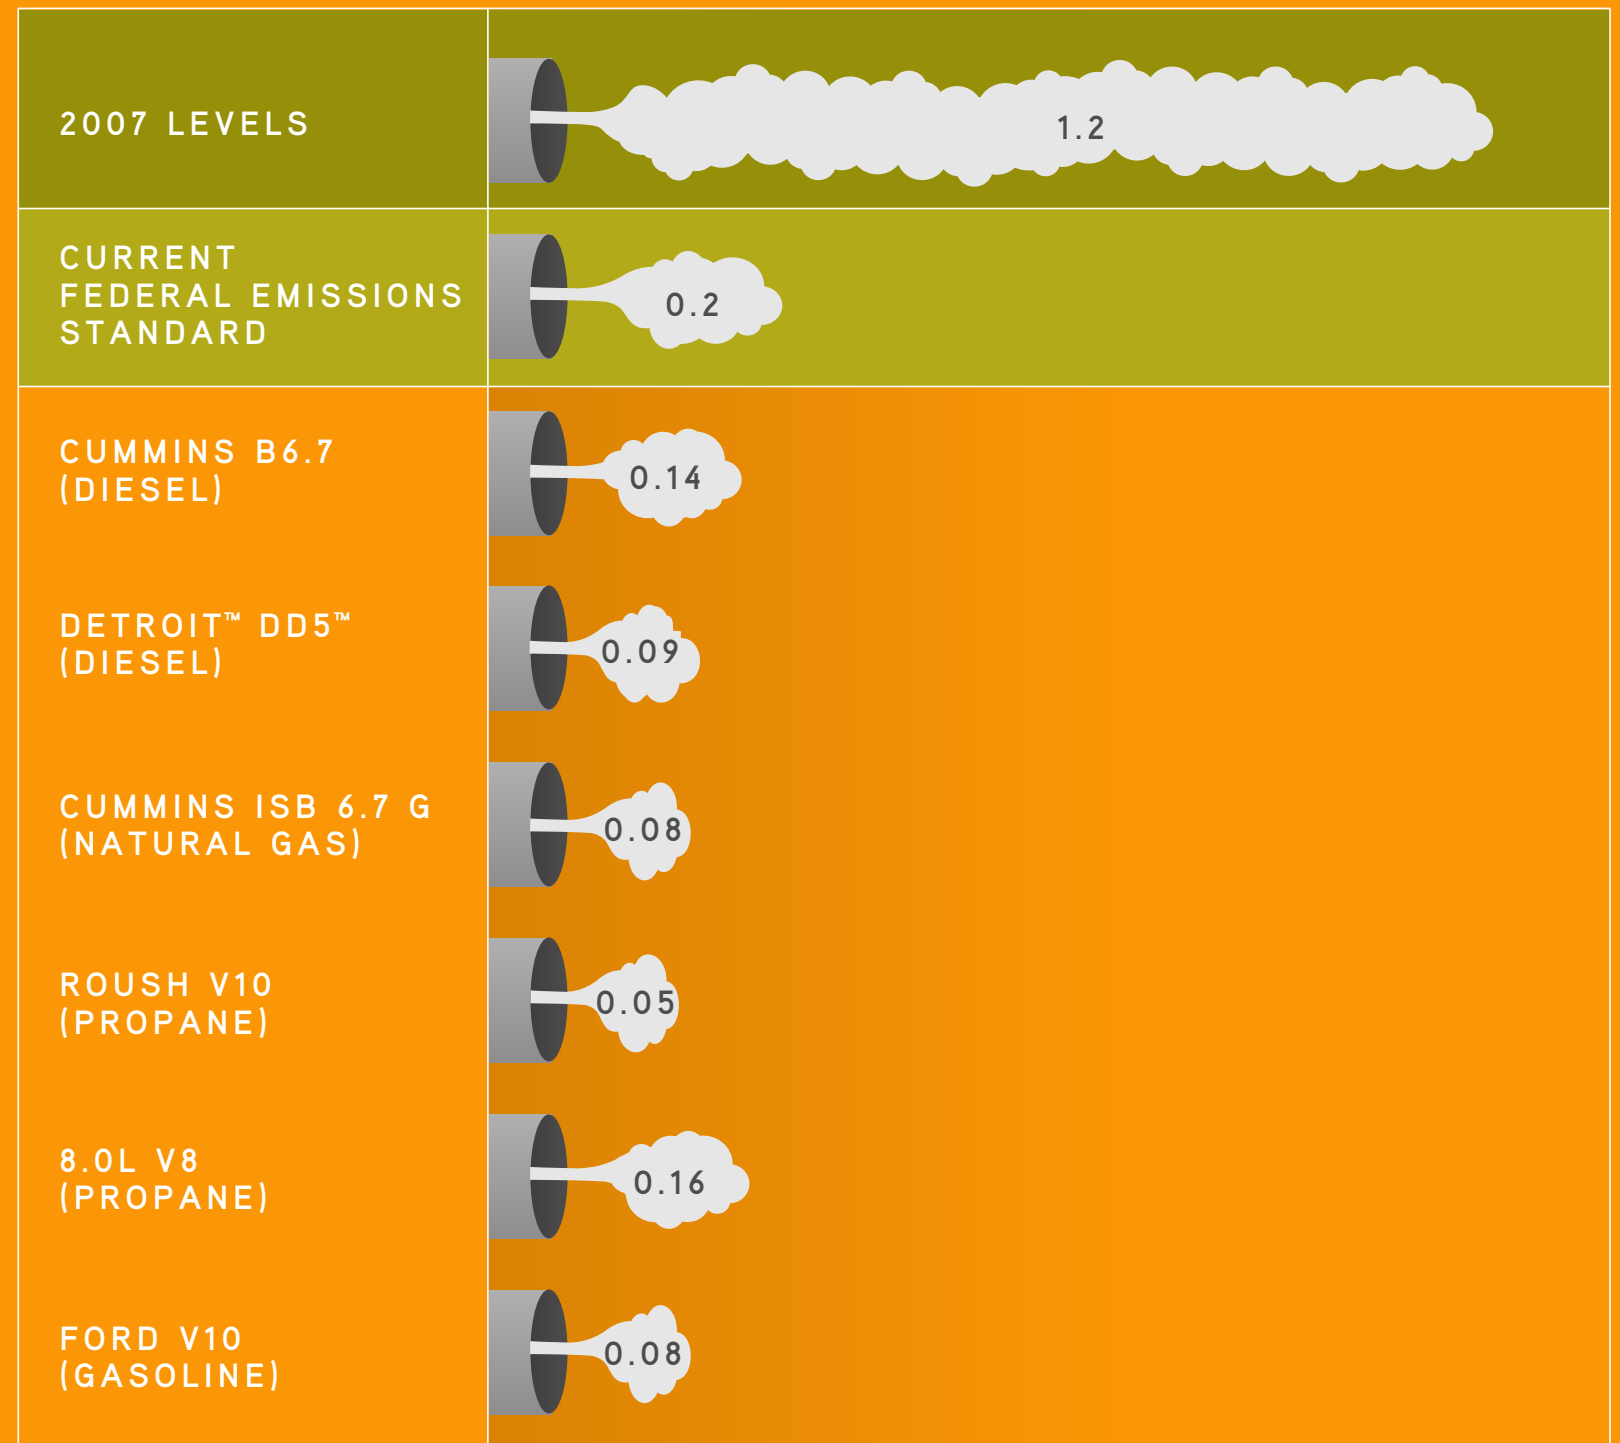 2007 LEVELS
1.2
CURRENT
FEDERAL EMISSIONS
STANDARD
0.2
CUMMINS B6.7
(DIESEL)
0.14
DETROIT™ DD5™
(DIESEL)
0.09
CUMMINS ISB 6.7 G
(NATURAL GAS)
0.08
ROUSH V10
(PROPANE)
0.05
8.0L V8
(PROPANE)
0.16
FORD V10
(GASOLINE)
0.08